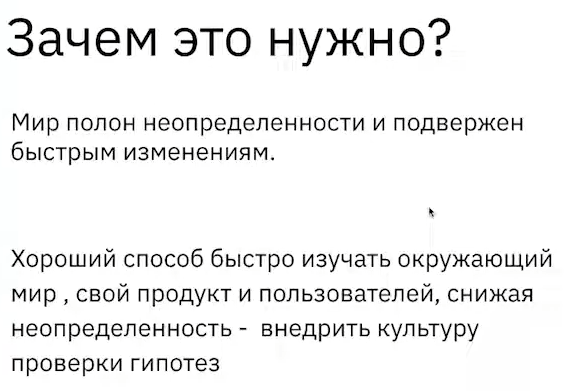 Зачем это нужно?
Мир полон неопределенности и подвержен
быстрым изменениям.
Хороший способ быстро изучать окружающий
мир , свой продукт и пользователей, снижая
неопределенность -  внедрить культуру
проверки гипотез